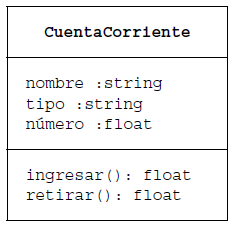 CuentaCorriente
nombre :string
tipo :string
número :float
ingresar(): float
retirar(): float